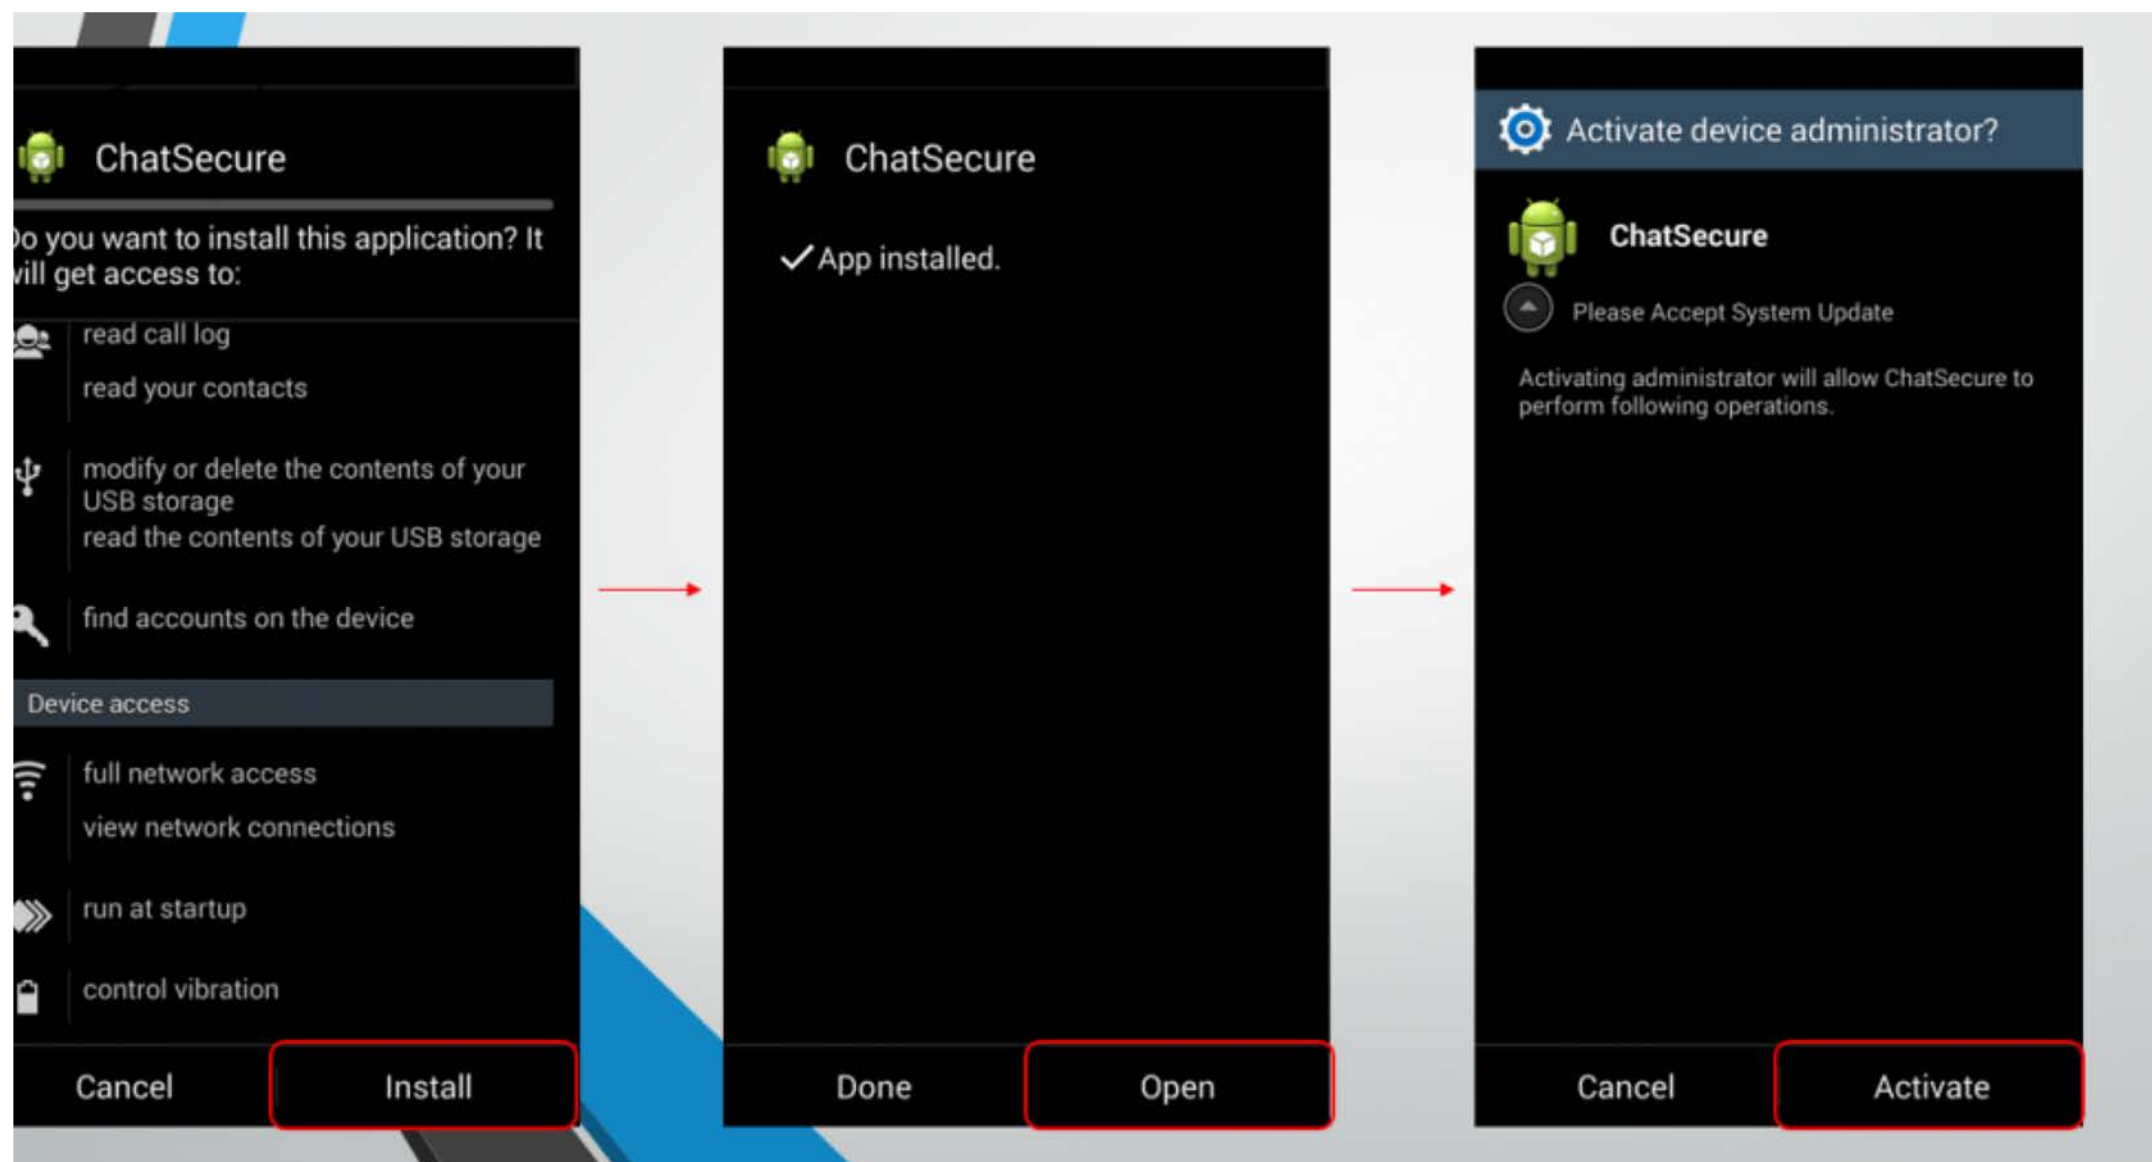 ChatSecure
Do you want to install this application? It
will get access to:
read call log
read your contacts
modify or delete the contents of your
USB storage
read the contents of your USB storage
find accounts on the device
Device access
full network access
view network connections
run at startup
control vibration
Cancel
Install
ChatSecure
App installed.
Done
Open
Activate device administrator?
ChatSecure
Please Accept System Update
Activating administrator will allow ChatSecure to
perform following operations.
Cancel
Activate